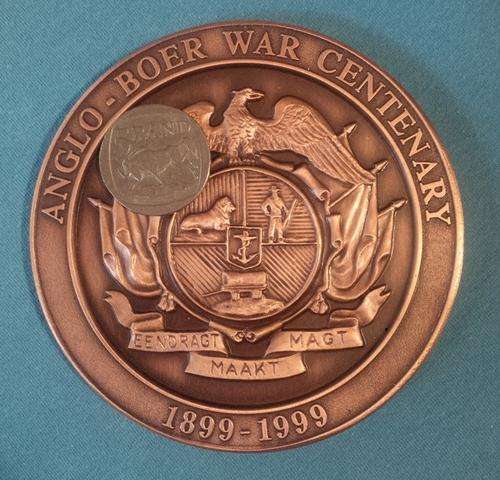 ANGLO-BOER WAR CENTENARY
EENDRAGT MAAKT MAGT
1899-1999